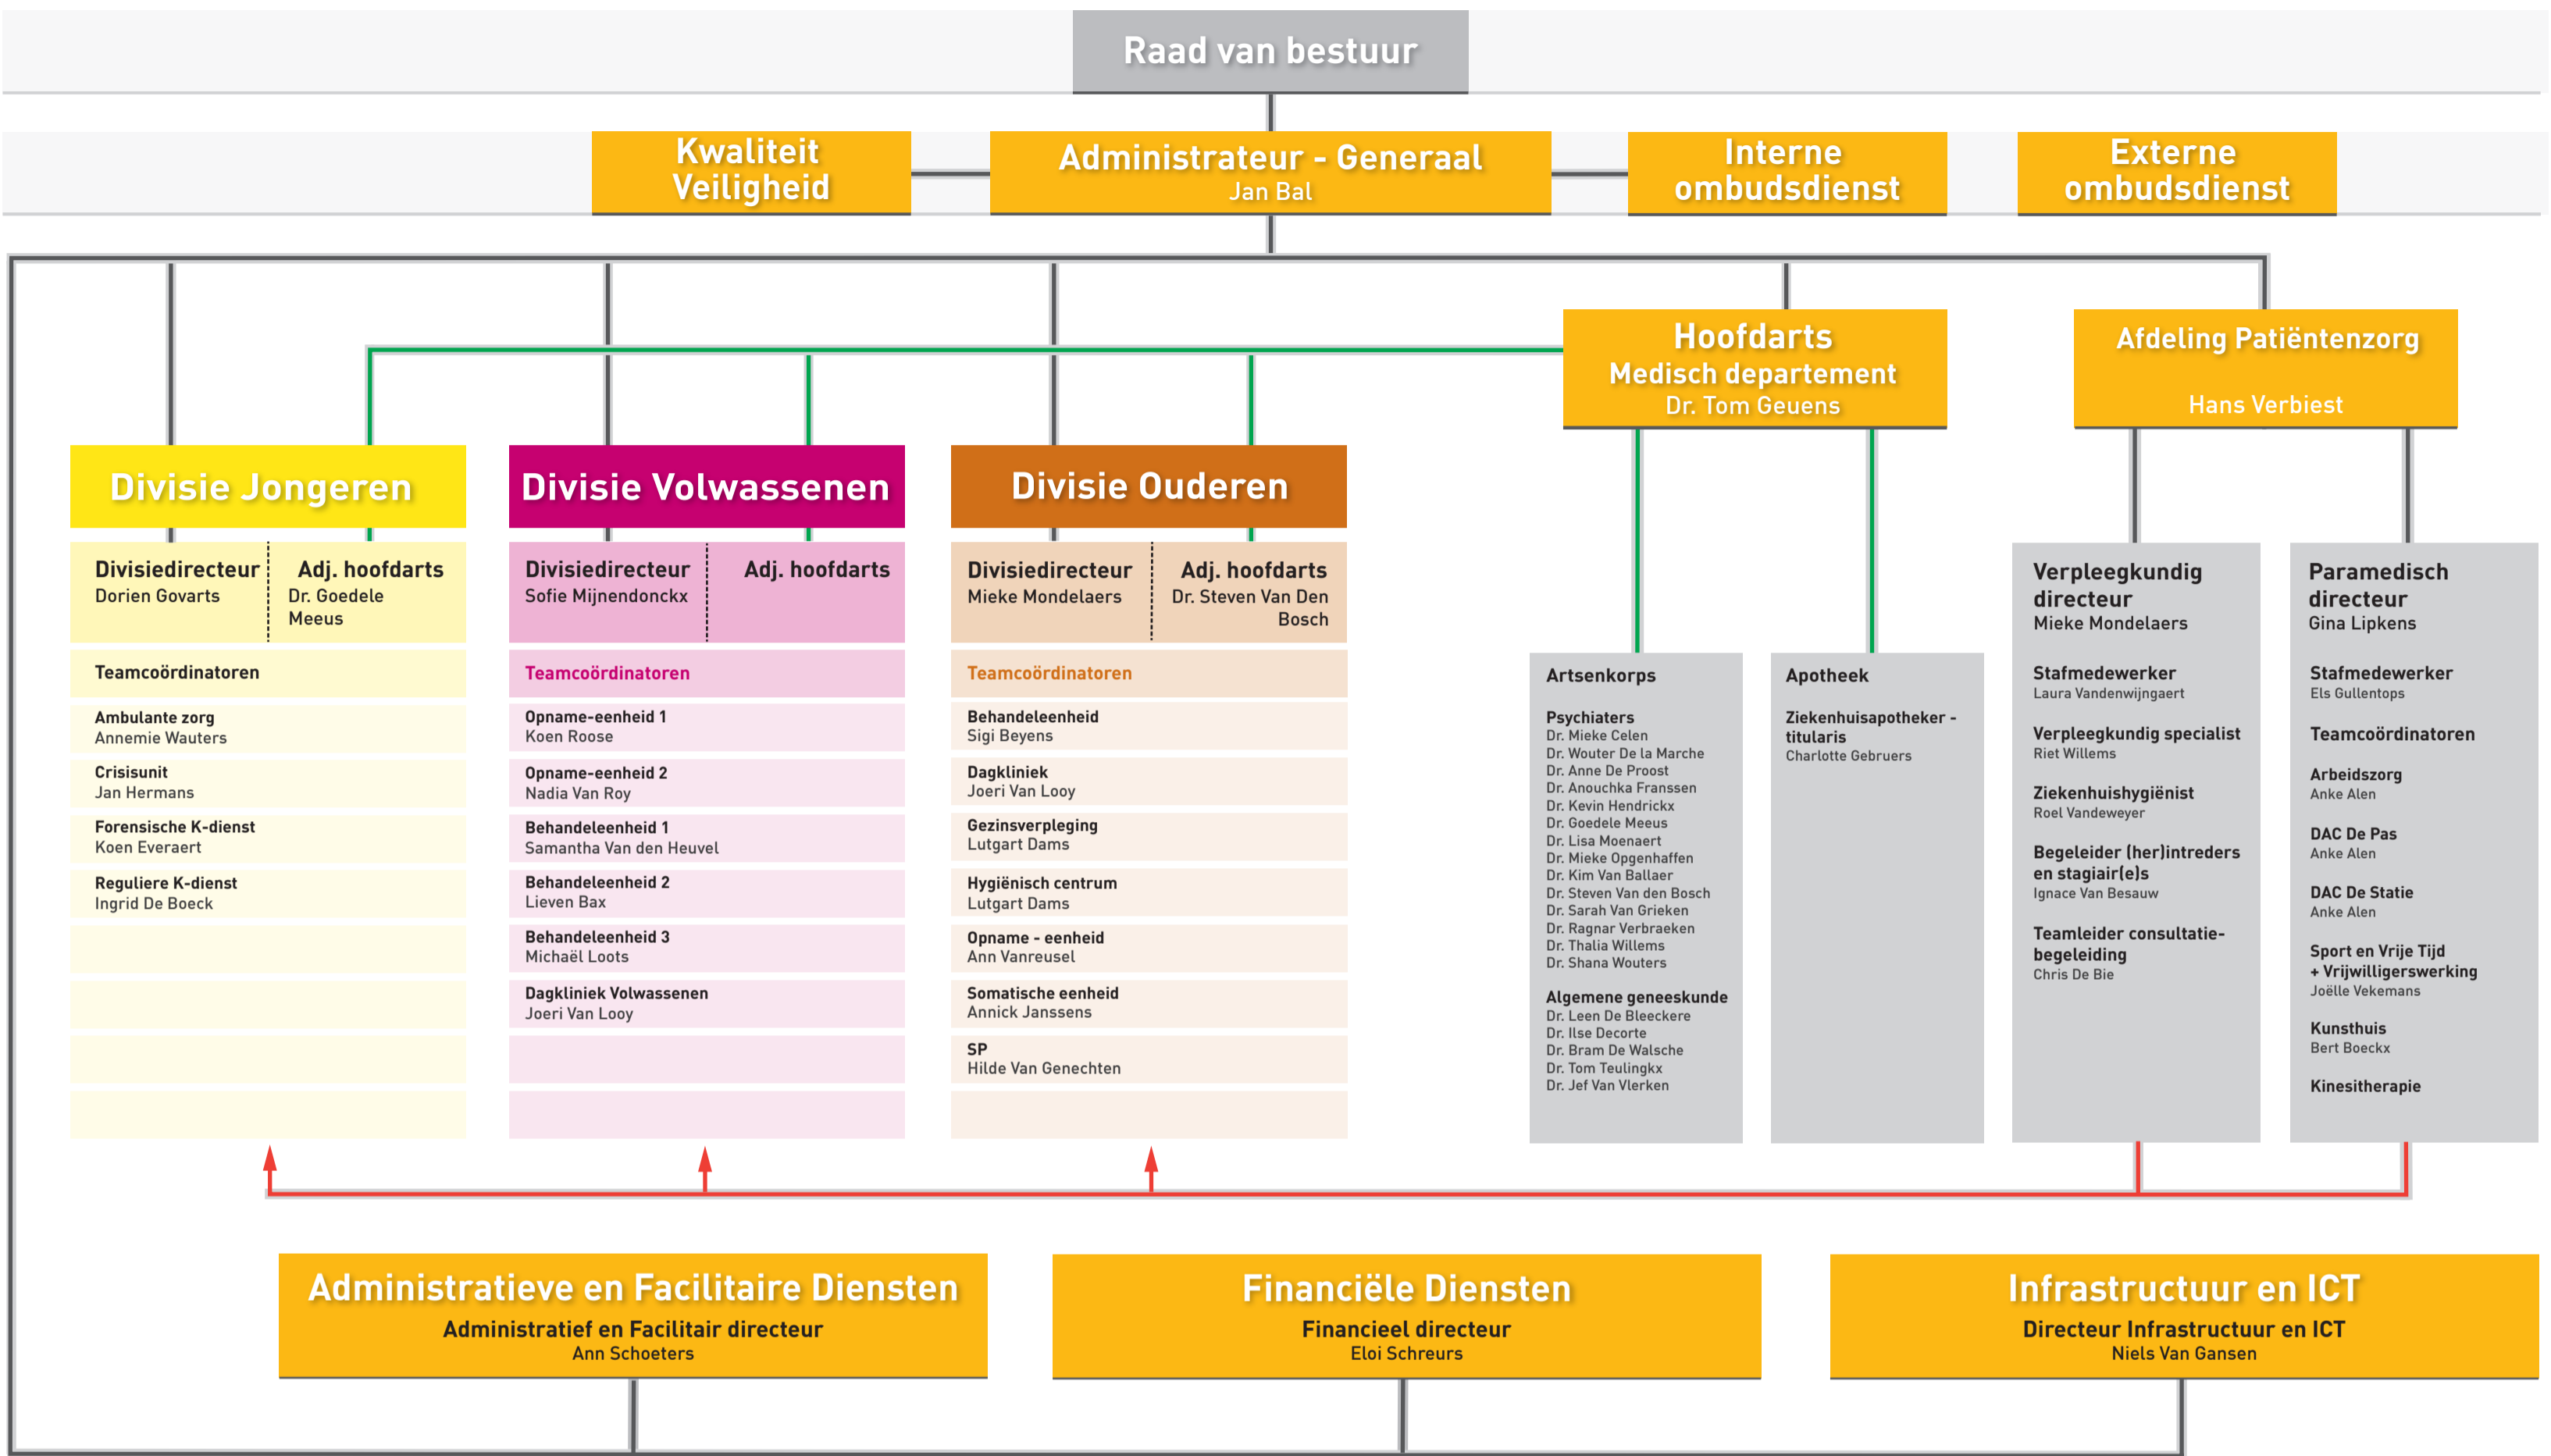 Raad van bestuur
Kwaliteit
Veiligheid
Administrateur - Generaal
Jan Bal
Interne
ombudsdienst
Externe
ombudsdienst
Hoofdarts
Medisch departement
Dr. Tom Geuens
Afdeling Patiëntenzorg
Hans Verbiest
Divisie Jongeren
Divisiedirecteur
Dorien Govarts
Adj. hoofdarts
Dr. Goedele
Meeus
Teamcoördinatoren
Ambulante zorg
Annemie Wauters
Crisisunit
Jan Hermans
Forensische K-dienst
Koen Everaert
Reguliere K-dienst
Ingrid De Boeck
Divisie Volwassenen
Divisiedirecteur
Sofie Mijnendonckx
Adj. hoofdarts
Teamcoördinatoren
Opname-eenheid 1
Koen Roose
Opname-eenheid 2
Nadia Van Roy
Behandeleenheid 1
Samantha Van den Heuvel
Behandeleenheid 2
Lieven Bax
Behandeleenheid 3
Michaël Loots
Dagkliniek Volwassenen
Joeri Van Looy
Divisie Ouderen
Divisiedirecteur
Mieke Mondelaers
Adj. hoofdarts
Dr. Steven Van Den
Bosch
Teamcoördinatoren
Behandeleenheid
Sigi Beyens
Dagkliniek
Joeri Van Looy
Gezinsverpleging
Lutgart Dams
Hygiënisch centrum
Lutgart Dams
Opname - eenheid
Ann Vanreusel
Somatische eenheid
Annick Janssens
SP
Hilde Van Genechten
Artsenkorps
Psychiaters
Dr. Mieke Celen
Dr. Wouter De la Marche
Dr. Anne De Proost
Dr. Anouchka Franssen
Dr. Kevin Hendrickx
Dr. Goedele Meeus
Dr. Lisa Moenaert
Dr. Mieke Opgenhaffen
Dr. Kim Van Ballaer
Dr. Steven Van den Bosch
Dr. Sarah Van Grieken
Dr. Ragnar Verbraeken
Dr. Thalia Willems
Dr. Shana Wouters
Algemene geneeskunde
Dr. Leen De Bleeckere
Dr. Ilse Decorte
Dr. Bram De Walsche
Dr. Tom Teulingkx
Dr. Jef Van Vlerken
Apotheek
Ziekenhuisapotheker -
titularis
Charlotte Gebruers
Verpleegkundig
directeur
Mieke Mondelaers
Stafmedewerker
Laura Vandenwijngaert
Verpleegkundig specialist
Riet Willems
Ziekenhuishygiënist
Roel Vandeweyer
Begeleider (her)intreders
en stagiair(e)s
Ignace Van Besauw
Teamleider consultatie-
begeleiding
Chris De Bie
Paramedisch
directeur
Gina Lipkens
Stafmedewerker
Els Gullentops
Teamcoördinatoren
Arbeidszorg
Anke Alen
DAC De Pas
Anke Alen
DAC De Statie
Anke Alen
Sport en Vrije Tijd
+ Vrijwilligerswerking
Joëlle Vekemans
Kunsthuis
Bert Boeckx
Kinesitherapie
Administratieve en Facilitaire Diensten
Administratief en Facilitair directeur
Ann Schoeters
Financiële Diensten
Financieel directeur
Eloi Schreurs
Infrastructuur en ICT
Directeur Infrastructuur en ICT
Niels Van Gansen